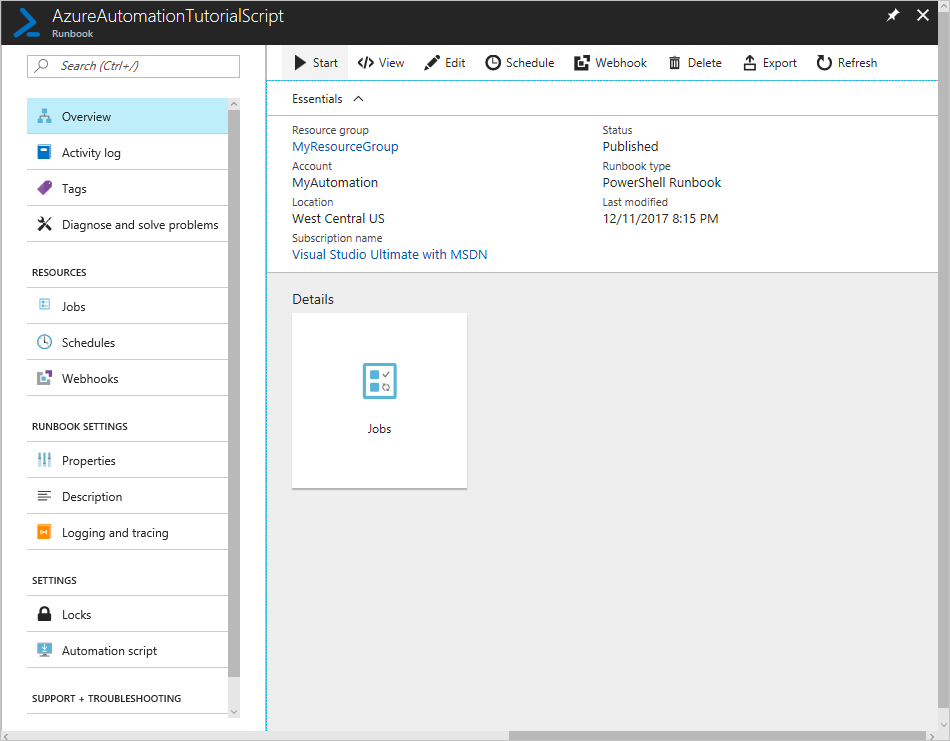 AzureAutomationTutorialScript
Runbook
Search (Ctrl+/)
Overview
Activity log
Tags
Diagnose and solve problems
RESOURCES
Jobs
Schedules
Webhooks
RUNBOOK SETTINGS
Properties
Description
Logging and tracing
SETTINGS
Locks
Automation script
SUPPORT + TROUBLESHOOTING
Start View Edit Schedule Webhook Delete Export Refresh
Essentials
Resource group
MyResourceGroup
Account
MyAutomation
Location
West Central US
Subscription name
Visual Studio Ultimate with MSDN
Status
Published
Runbook type
PowerShell Runbook
Last modified
12/11/2017 8:15 PM
Details
Jobs